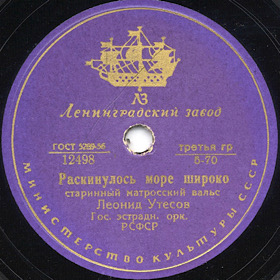 ЛЗ
Ленинградский завод
ГОСТ 5289-56
12498
третья гр
5-70
Раскинулось море широко
старинный матросский вальс
Леонид Утесов
Гос. эстрадн. орк.
РСФСР
МИНИСТЕРСТВО КУЛЬТУРЫ СССР